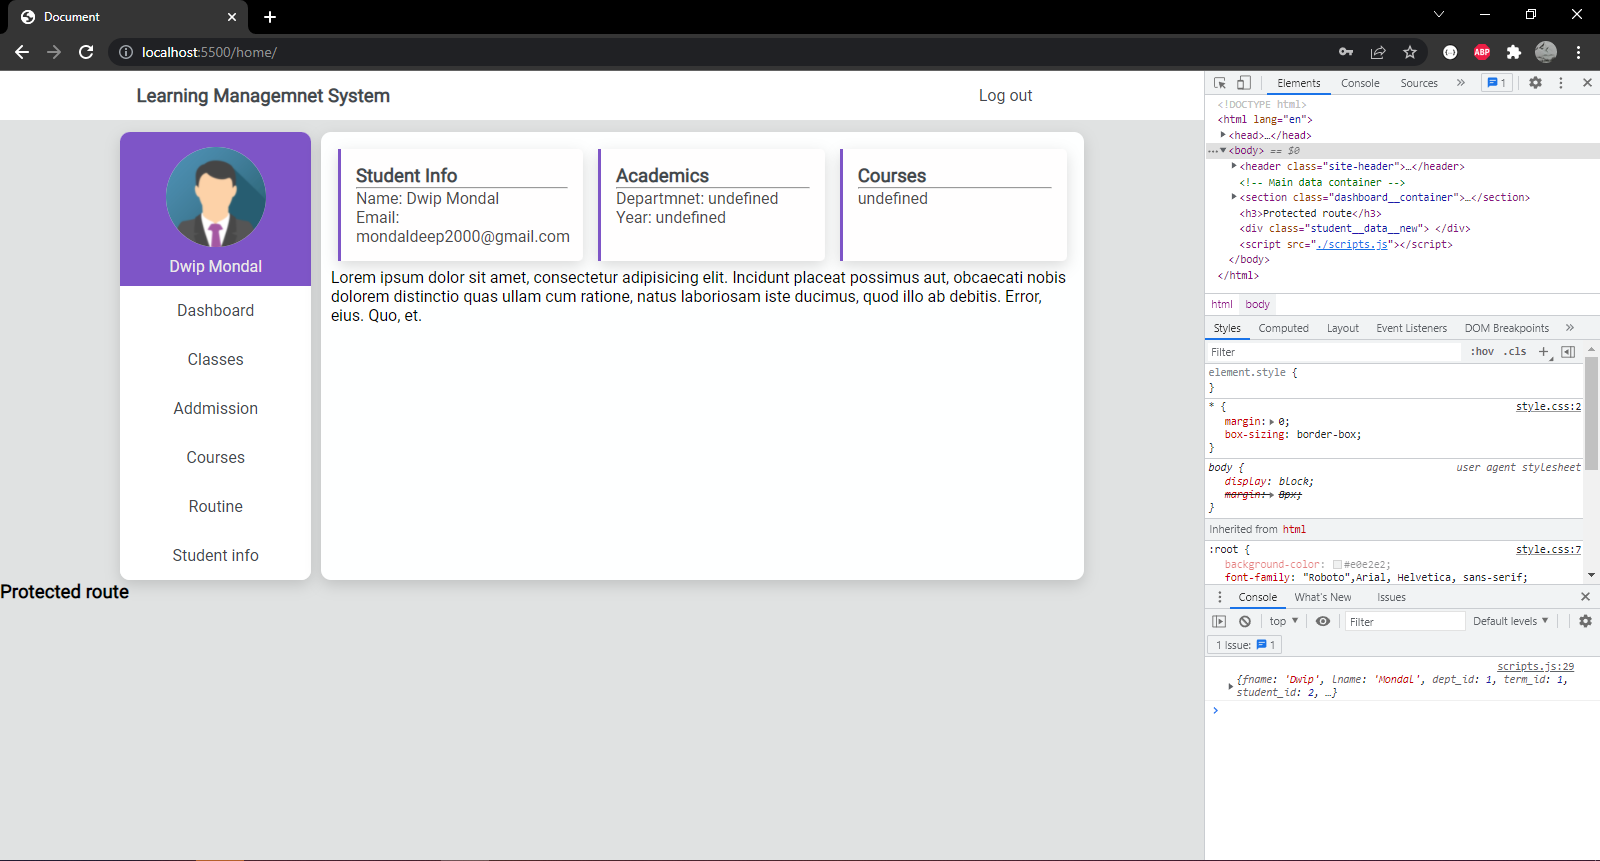 Document
localhost:5500/home/
ABP
Learning Managemnet System
Log out
Dwip Mondal
Dashboard
Classes
Addmission
Courses
Routine
Student info
Student Info
Name: Dwip Mondal
Email:
mondaldeep2000@gmail.com
Academics
Departmnet: undefined
Year: undefined
Courses
undefined
Lorem ipsum dolor sit amet, consectetur adipisicing elit. Incidunt placeat possimus aut, obcaecati nobis
dolorem distinctio quas ullam cum ratione, natus laboriosam iste ducimus, quod illo ab debitis. Error,
eius. Quo, et.
Protected route
Elements Console Sources » 1
<!DOCTYPE html>
<html lang="en">
<head>…</head>
<body> == $0
<header class="site-header">…</header>
<!-- Main data container -->
<section class="dashboard__container">…</section>
<h3>Protected route</h3>
<div class="student__data__new"> </div>
<script src="./scripts.js"></script>
</body>
</html>
html body
Styles Computed Layout Event Listeners DOM Breakpoints »
Filter :hov .cls +
element.style {
}
* { style.css:2
margin: 0;
box-sizing: border-box;
}
body { user agent stylesheet
display: block;
margin: 8px;
}
Inherited from html
:root { style.css:7
background-color: #e0e2e2;
font-family: "Roboto",Arial, Helvetica, sans-serif;
Console What's New Issues
top Filter Default levels
1 Issue: 1
scripts.js:29
{fname: 'Dwip', lname: 'Mondal', dept_id: 1, term_id: 1,
student_id: 2, …}